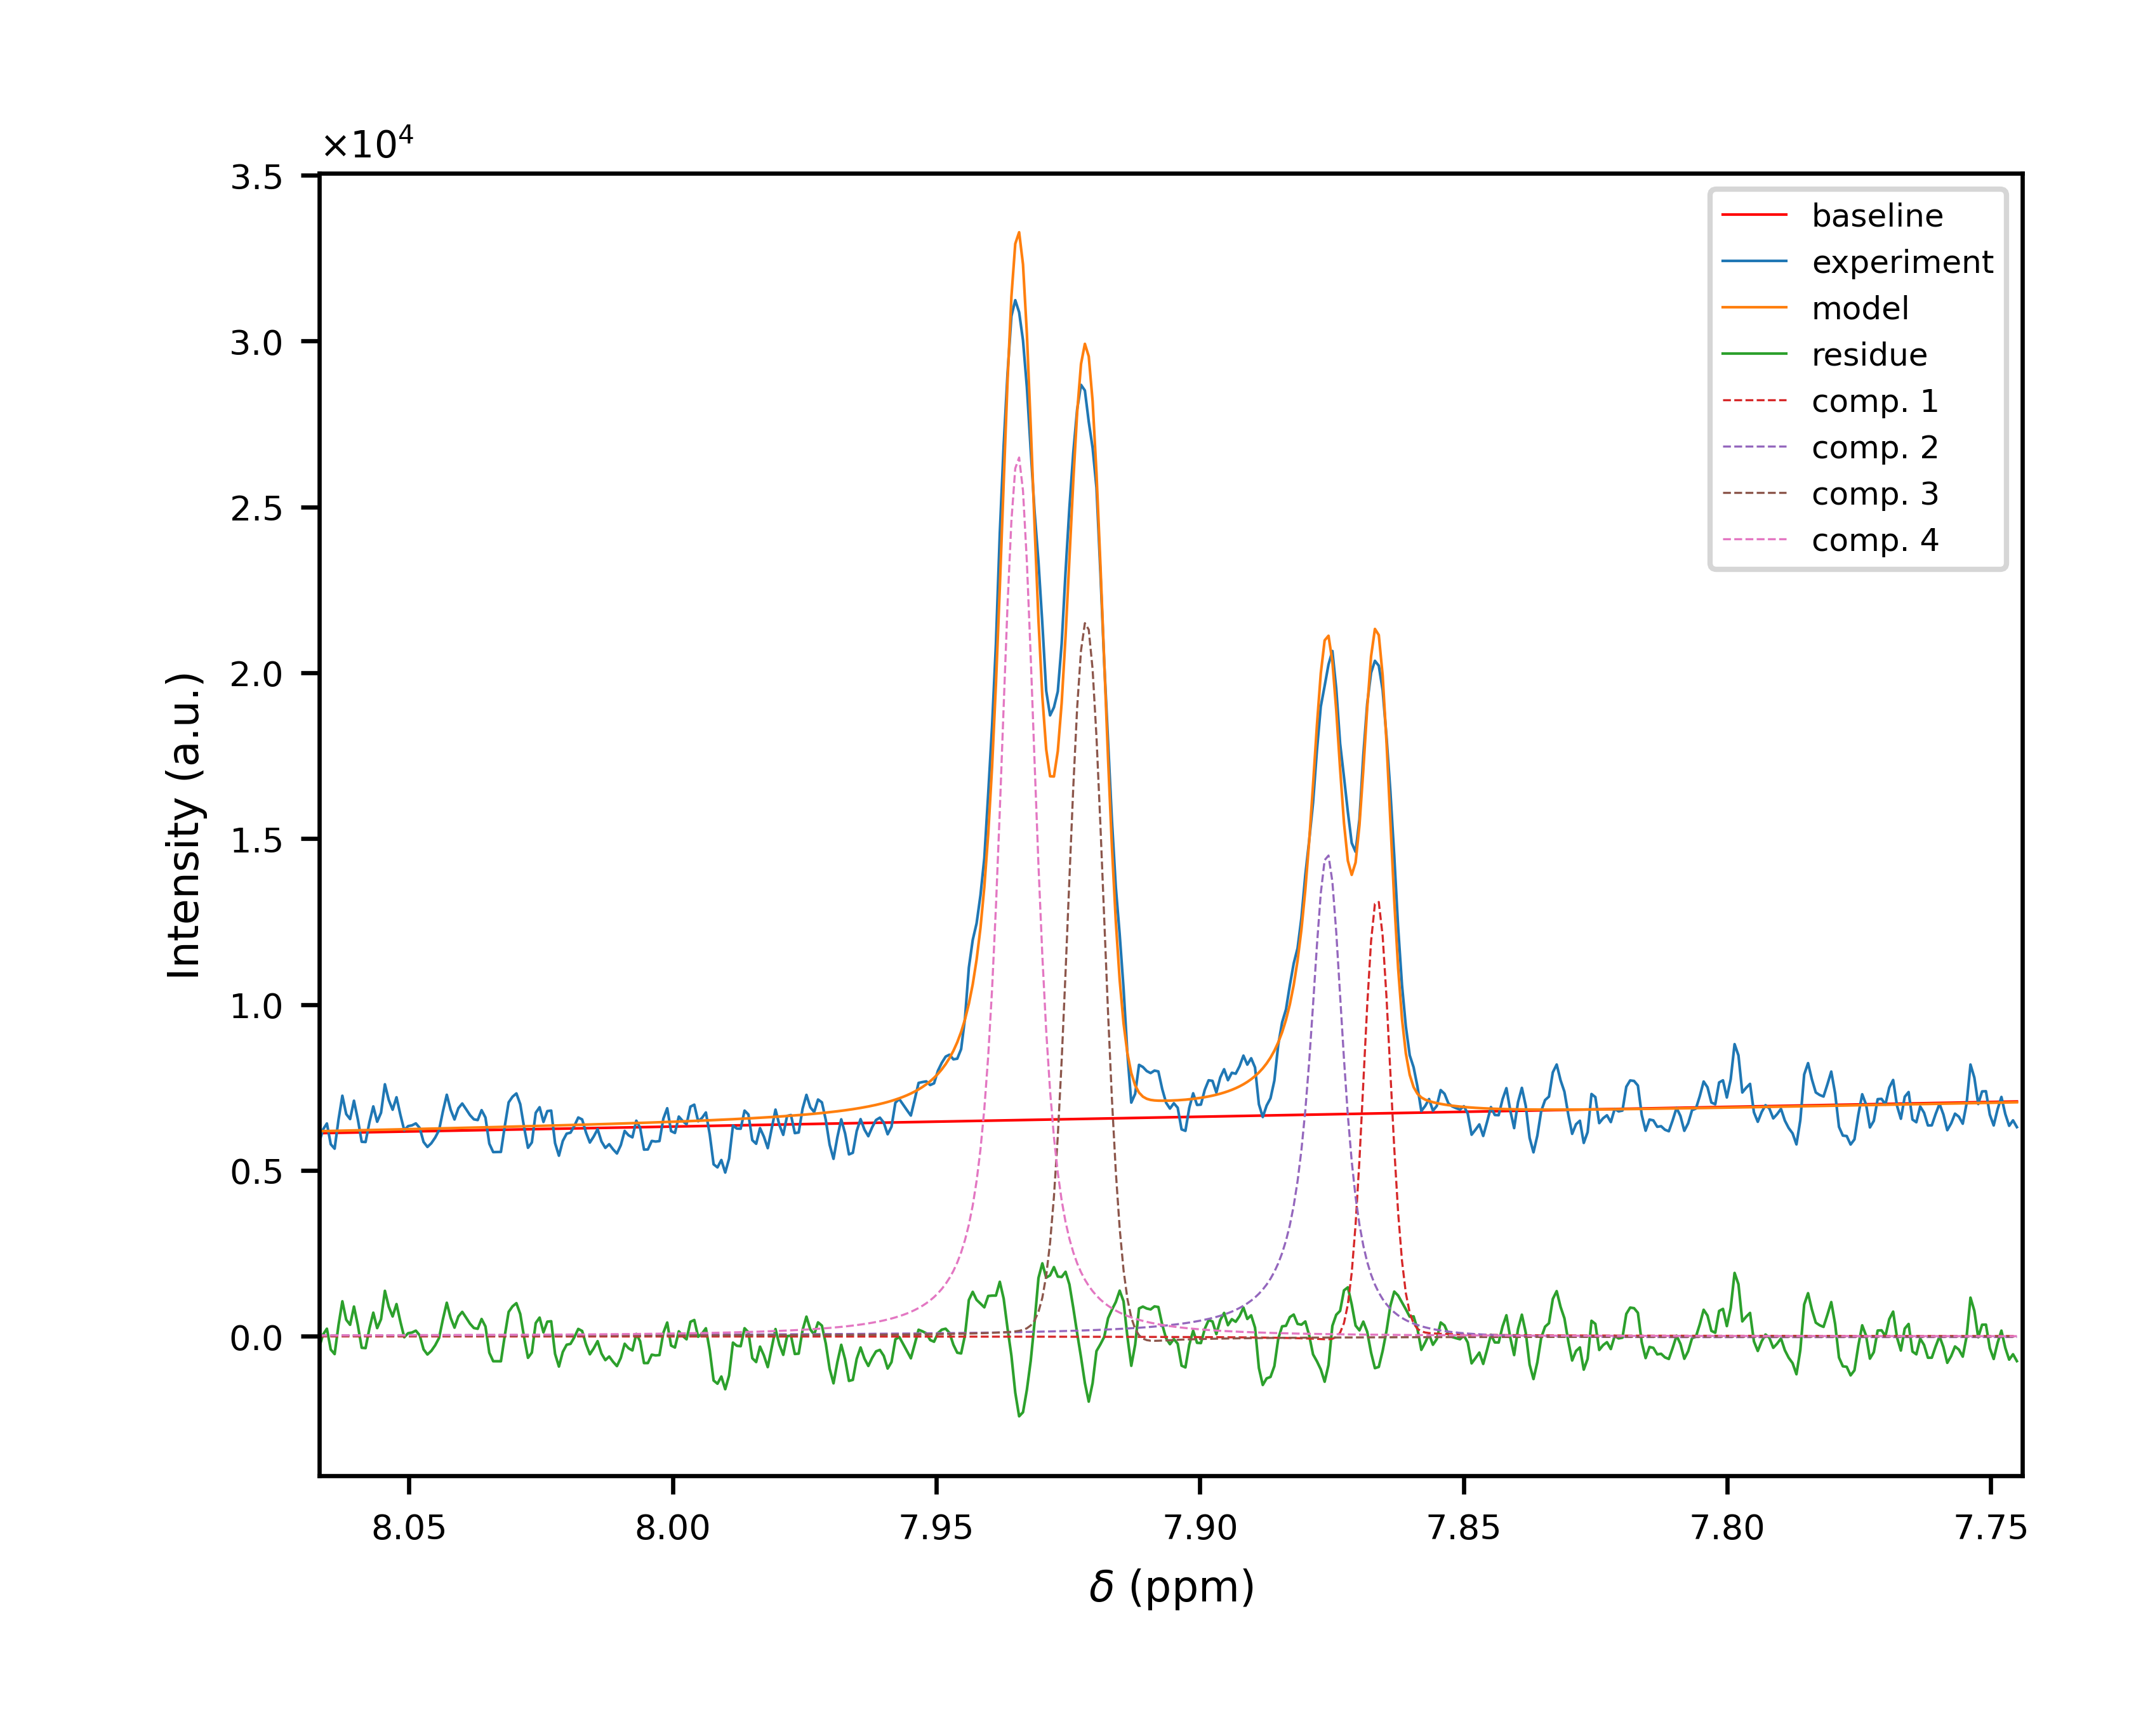 ×10⁴
3.5
3.0
2.5
2.0
1.5
1.0
0.5
0.0
Intensity (a.u.)
baseline
experiment
model
residue
comp. 1
comp. 2
comp. 3
comp. 4
8.05 8.00 7.95 7.90 7.85 7.80 7.75
δ (ppm)